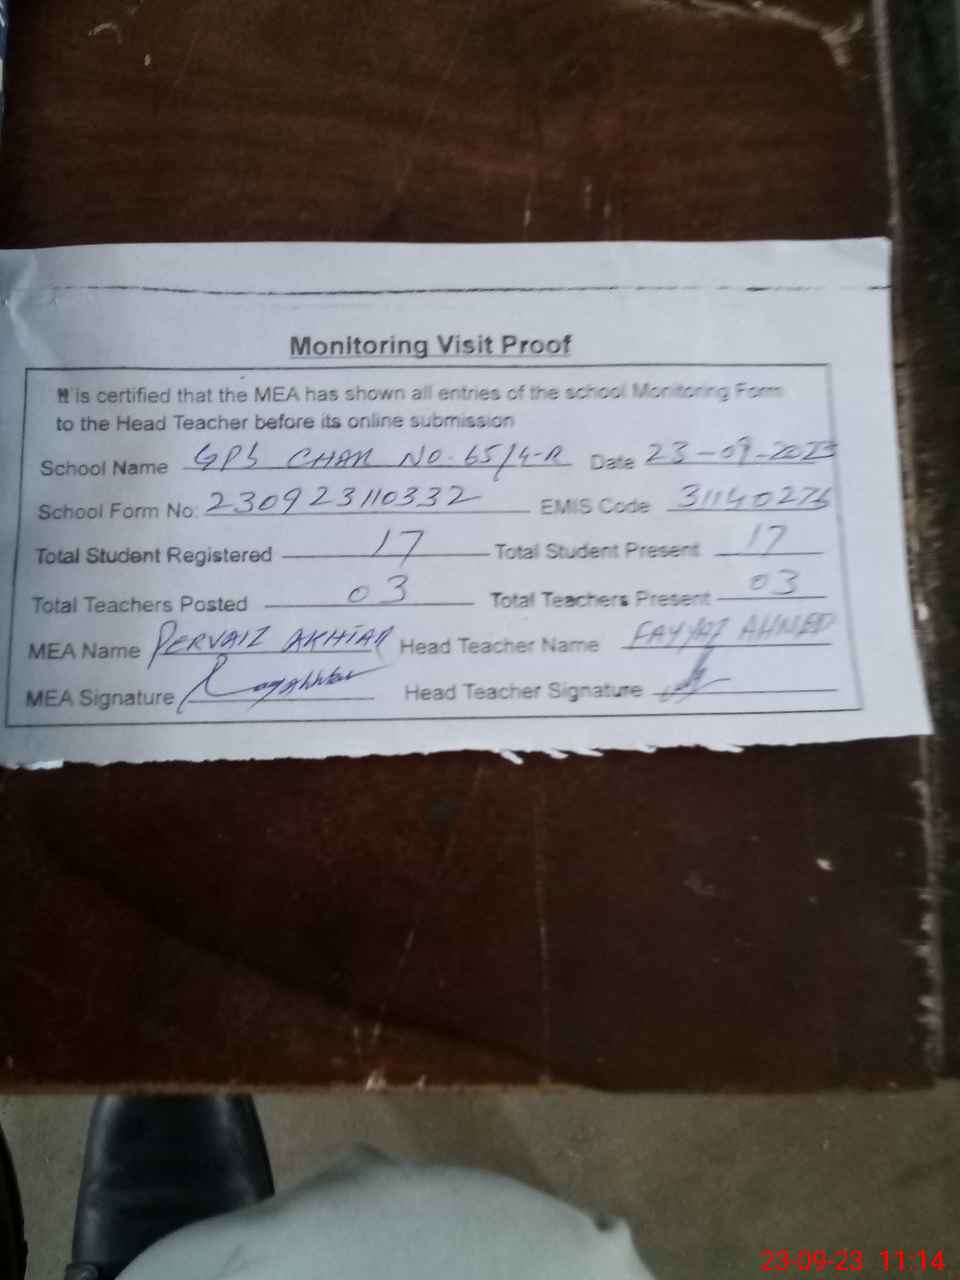 Monitoring Visit Proof
It is certified that the MEA has shown all entries of the school Monitoring Form
to the Head Teacher before its online submission
School Name GPS CHAK NO. 65/4-R Date 23-09-2023
School Form No: 230923110332 EMIS Code 31140276
Total Student Registered 17 Total Student Present 17
Total Teachers Posted 03 Total Teachers Present 03
MEA Name PERVAIZ AKHTAR Head Teacher Name FAYYAZ AHMED
MEA Signature Head Teacher Signature
23-09-23 11:14